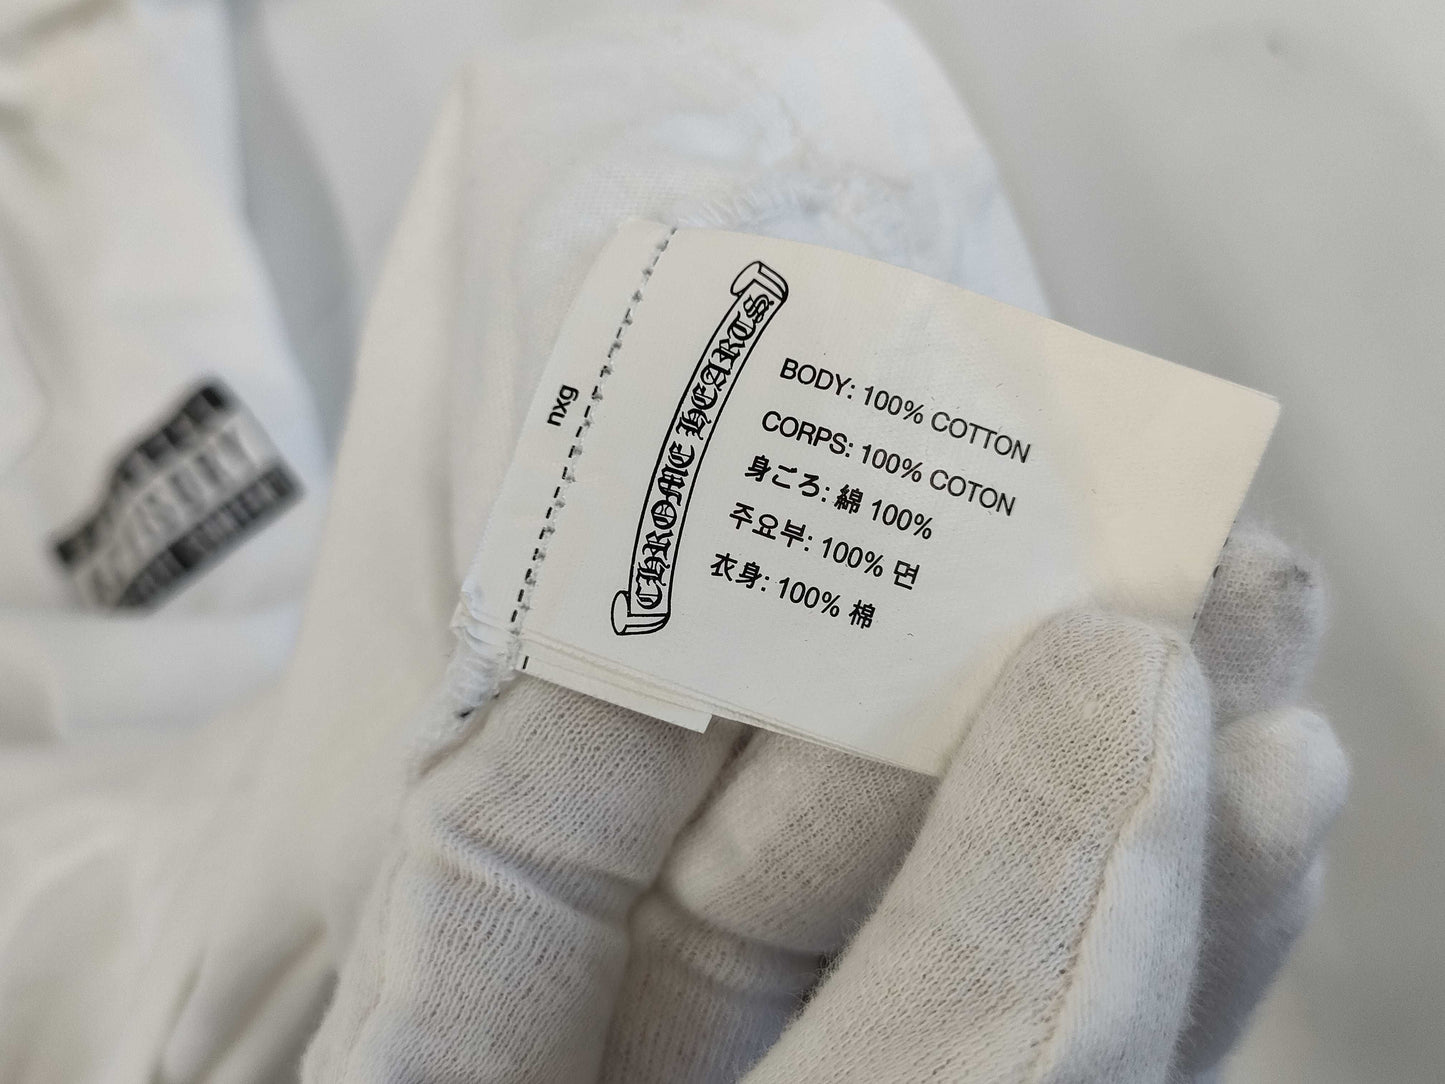 nxg
CHROME HEARTS
BODY: 100% COTTON
CORPS: 100% COTON
身ごろ: 綿 100%
주요부: 100% 면
衣身: 100% 棉